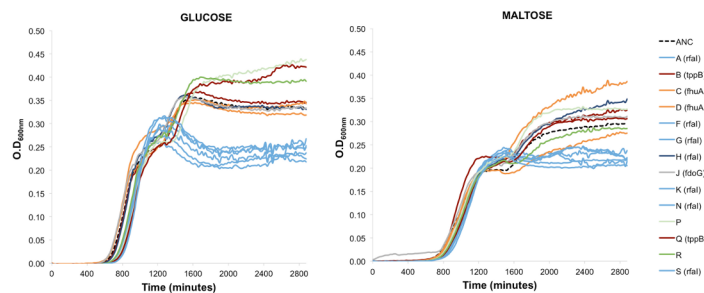 GLUCOSE
0.50
0.45
0.40
0.35
0.30
0.25
0.20
0.15
0.10
0.05
0.00
O.D.600nm
0 400 800 1200 1600 2000 2400 2800
Time (minutes)
MALTOSE
0.50
0.45
0.40
0.35
0.30
0.25
0.20
0.15
0.10
0.05
0.00
O.D.600nm
0 400 800 1200 1600 2000 2400 2800
Time (minutes)
ANC
A (rfaI)
B (tppB
C (fhuA
D (fhuA
F (rfaI)
G (rfaI)
H (rfaI)
J (fdoG)
K (rfaI)
N (rfaI)
P
Q (tppB
R
S (rfaI)